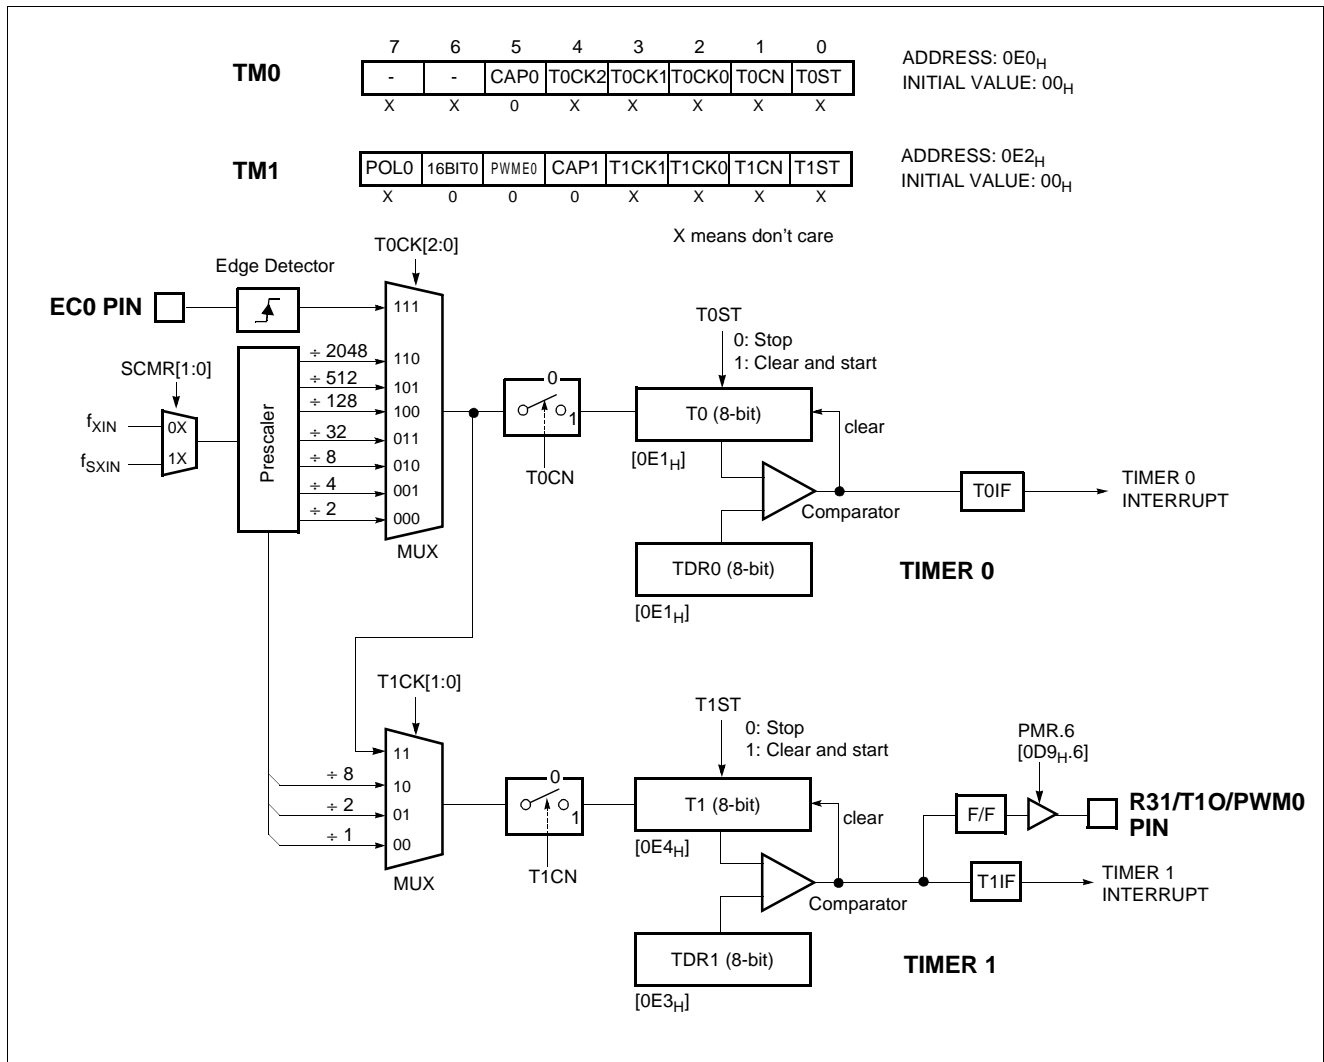 7 6 5 4 3 2 1 0
TM0 - - CAP0 T0CK2 T0CK1 T0CK0 T0CN T0ST
X X 0 X X X X X
ADDRESS: 0E0H
INITIAL VALUE: 00H
TM1 POL0 16BIT0 PWME0 CAP1 T1CK1 T1CK0 T1CN T1ST
X 0 0 0 X X X X
ADDRESS: 0E2H
INITIAL VALUE: 00H
X means don't care
T0CK[2:0]
Edge Detector
EC0 PIN
111
SCMR[1:0]
fXIN
0X
fSXIN
1X
Prescaler
÷ 2048 110
÷ 512 101
÷ 128 100
÷ 32 011
÷ 8 010
÷ 4 001
÷ 2 000
MUX
0
1
T0CN
T0ST
0: Stop
1: Clear and start
T0 (8-bit)
[0E1H]
clear
Comparator
T0IF
TIMER 0
INTERRUPT
TDR0 (8-bit)
[0E1H]
TIMER 0
T1CK[1:0]
11
÷ 8 10
÷ 2 01
÷ 1 00
MUX
0
1
T1CN
T1ST
0: Stop
1: Clear and start
T1 (8-bit)
[0E4H]
clear
Comparator
PMR.6
[0D9H.6]
F/F
R31/T1O/PWM0
PIN
T1IF
TIMER 1
INTERRUPT
TDR1 (8-bit)
[0E3H]
TIMER 1